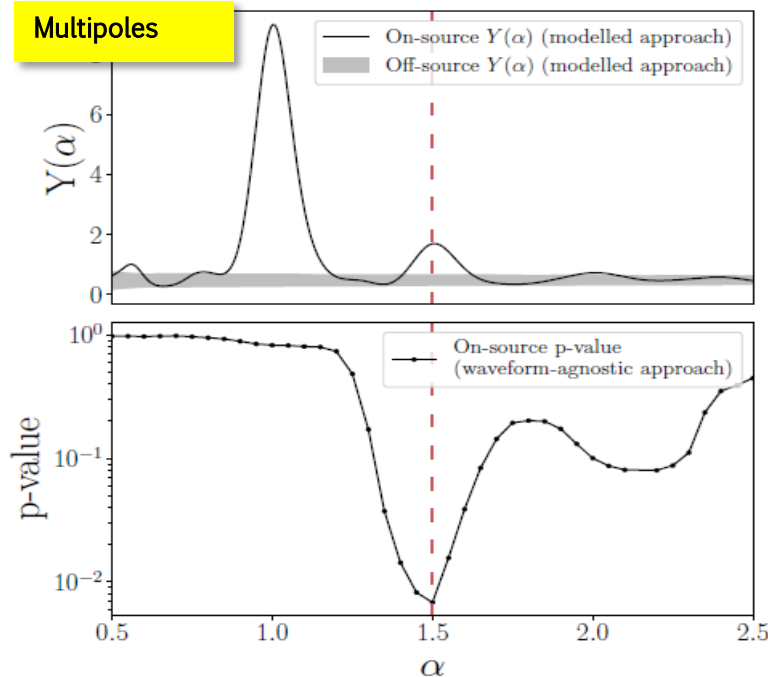 Multipoles
On-source Y(α) (modelled approach)
Off-source Y(α) (modelled approach)
Y(α)
6
4
2
0
On-source p-value
(waveform-agnostic approach)
p-value
10⁰
10⁻¹
10⁻²
0.5 1.0 1.5 2.0 2.5
α